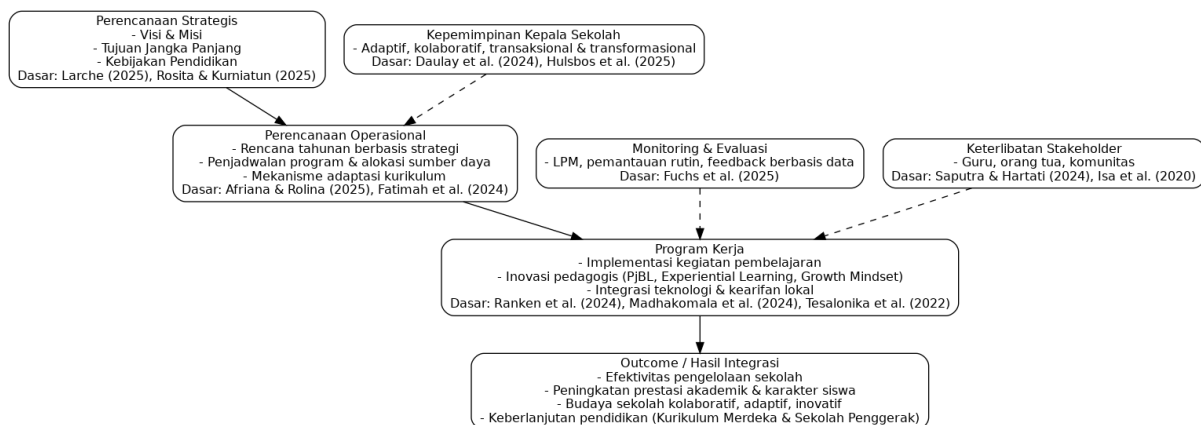 Perencanaan Strategis
- Visi & Misi
- Tujuan Jangka Panjang
- Kebijakan Pendidikan
Dasar: Larche (2025), Rosita & Kurniatun (2025)
Kepemimpinan Kepala Sekolah
- Adaptif, kolaboratif, transaksional & transformasional
Dasar: Daulay et al. (2024), Hulsbos et al. (2025)
Perencanaan Operasional
- Rencana tahunan berbasis strategi
- Penjadwalan program & alokasi sumber daya
- Mekanisme adaptasi kurikulum
Dasar: Afriana & Rolina (2025), Fatimah et al. (2024)
Monitoring & Evaluasi
- LPM, pemantauan rutin, feedback berbasis data
Dasar: Fuchs et al. (2025)
Keterlibatan Stakeholder
- Guru, orang tua, komunitas
Dasar: Saputra & Hartati (2024), Isa et al. (2020)
Program Kerja
- Implementasi kegiatan pembelajaran
- Inovasi pedagogis (PjBL, Experiential Learning, Growth Mindset)
- Integrasi teknologi & kearifan lokal
Dasar: Ranken et al. (2024), Madhakomala et al. (2024), Tesalonika et al. (2022)
Outcome / Hasil Integrasi
- Efektivitas pengelolaan sekolah
- Peningkatan prestasi akademik & karakter siswa
- Budaya sekolah kolaboratif, adaptif, inovatif
- Keberlanjutan pendidikan (Kurikulum Merdeka & Sekolah Penggerak)